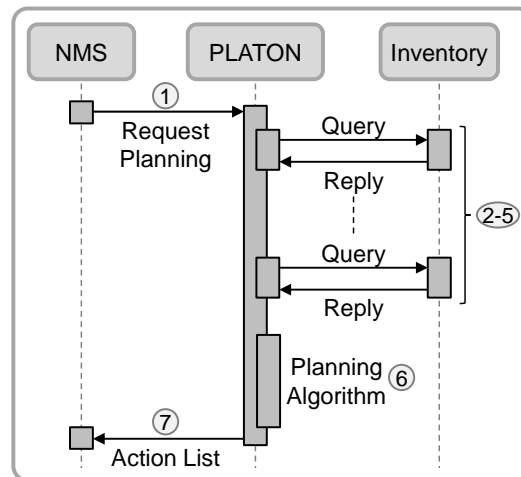 NMS
PLATON
Inventory
1
Request
Planning
Query
Reply
2-5
Query
Reply
Planning
Algorithm
6
7
Action List